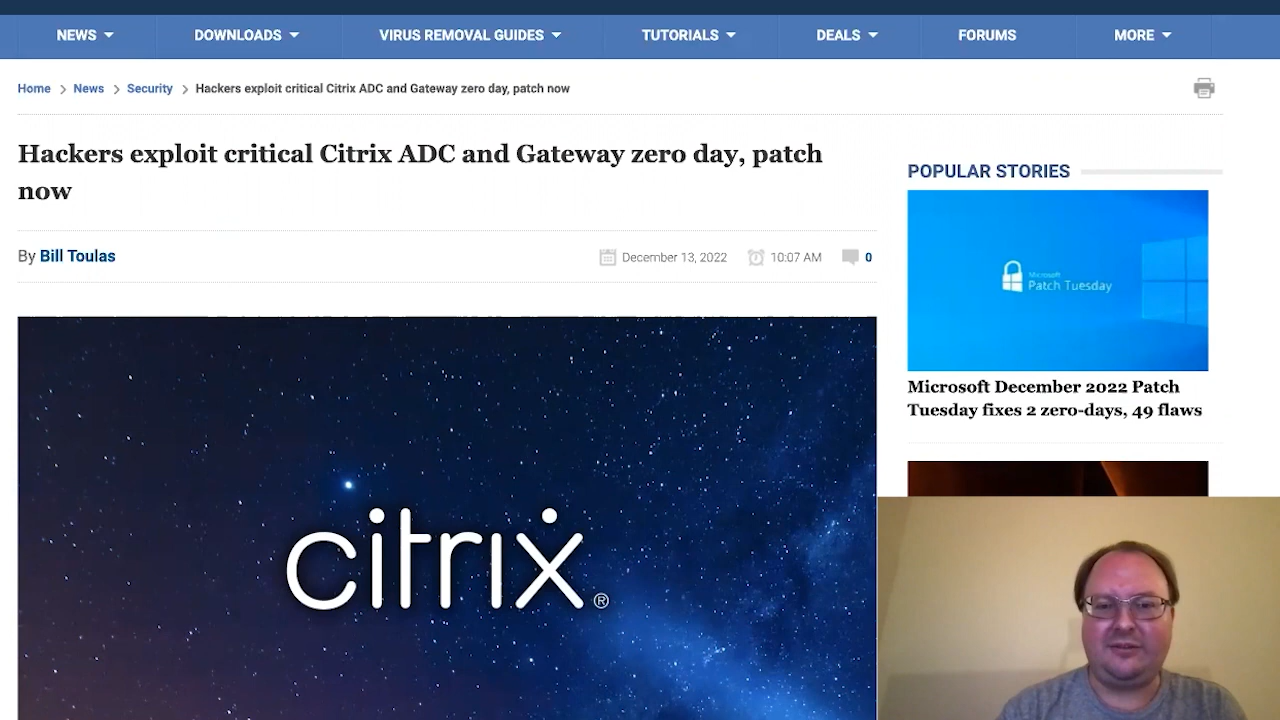 NEWS
DOWNLOADS
VIRUS REMOVAL GUIDES
TUTORIALS
DEALS
FORUMS
MORE
Home
News
Security
Hackers exploit critical Citrix ADC and Gateway zero day, patch now
Hackers exploit critical Citrix ADC and Gateway zero day, patch
now
By Bill Toulas
December 13, 2022
10:07 AM
0
citrix®
POPULAR STORIES
Microsoft
Patch Tuesday
Microsoft December 2022 Patch
Tuesday fixes 2 zero-days, 49 flaws